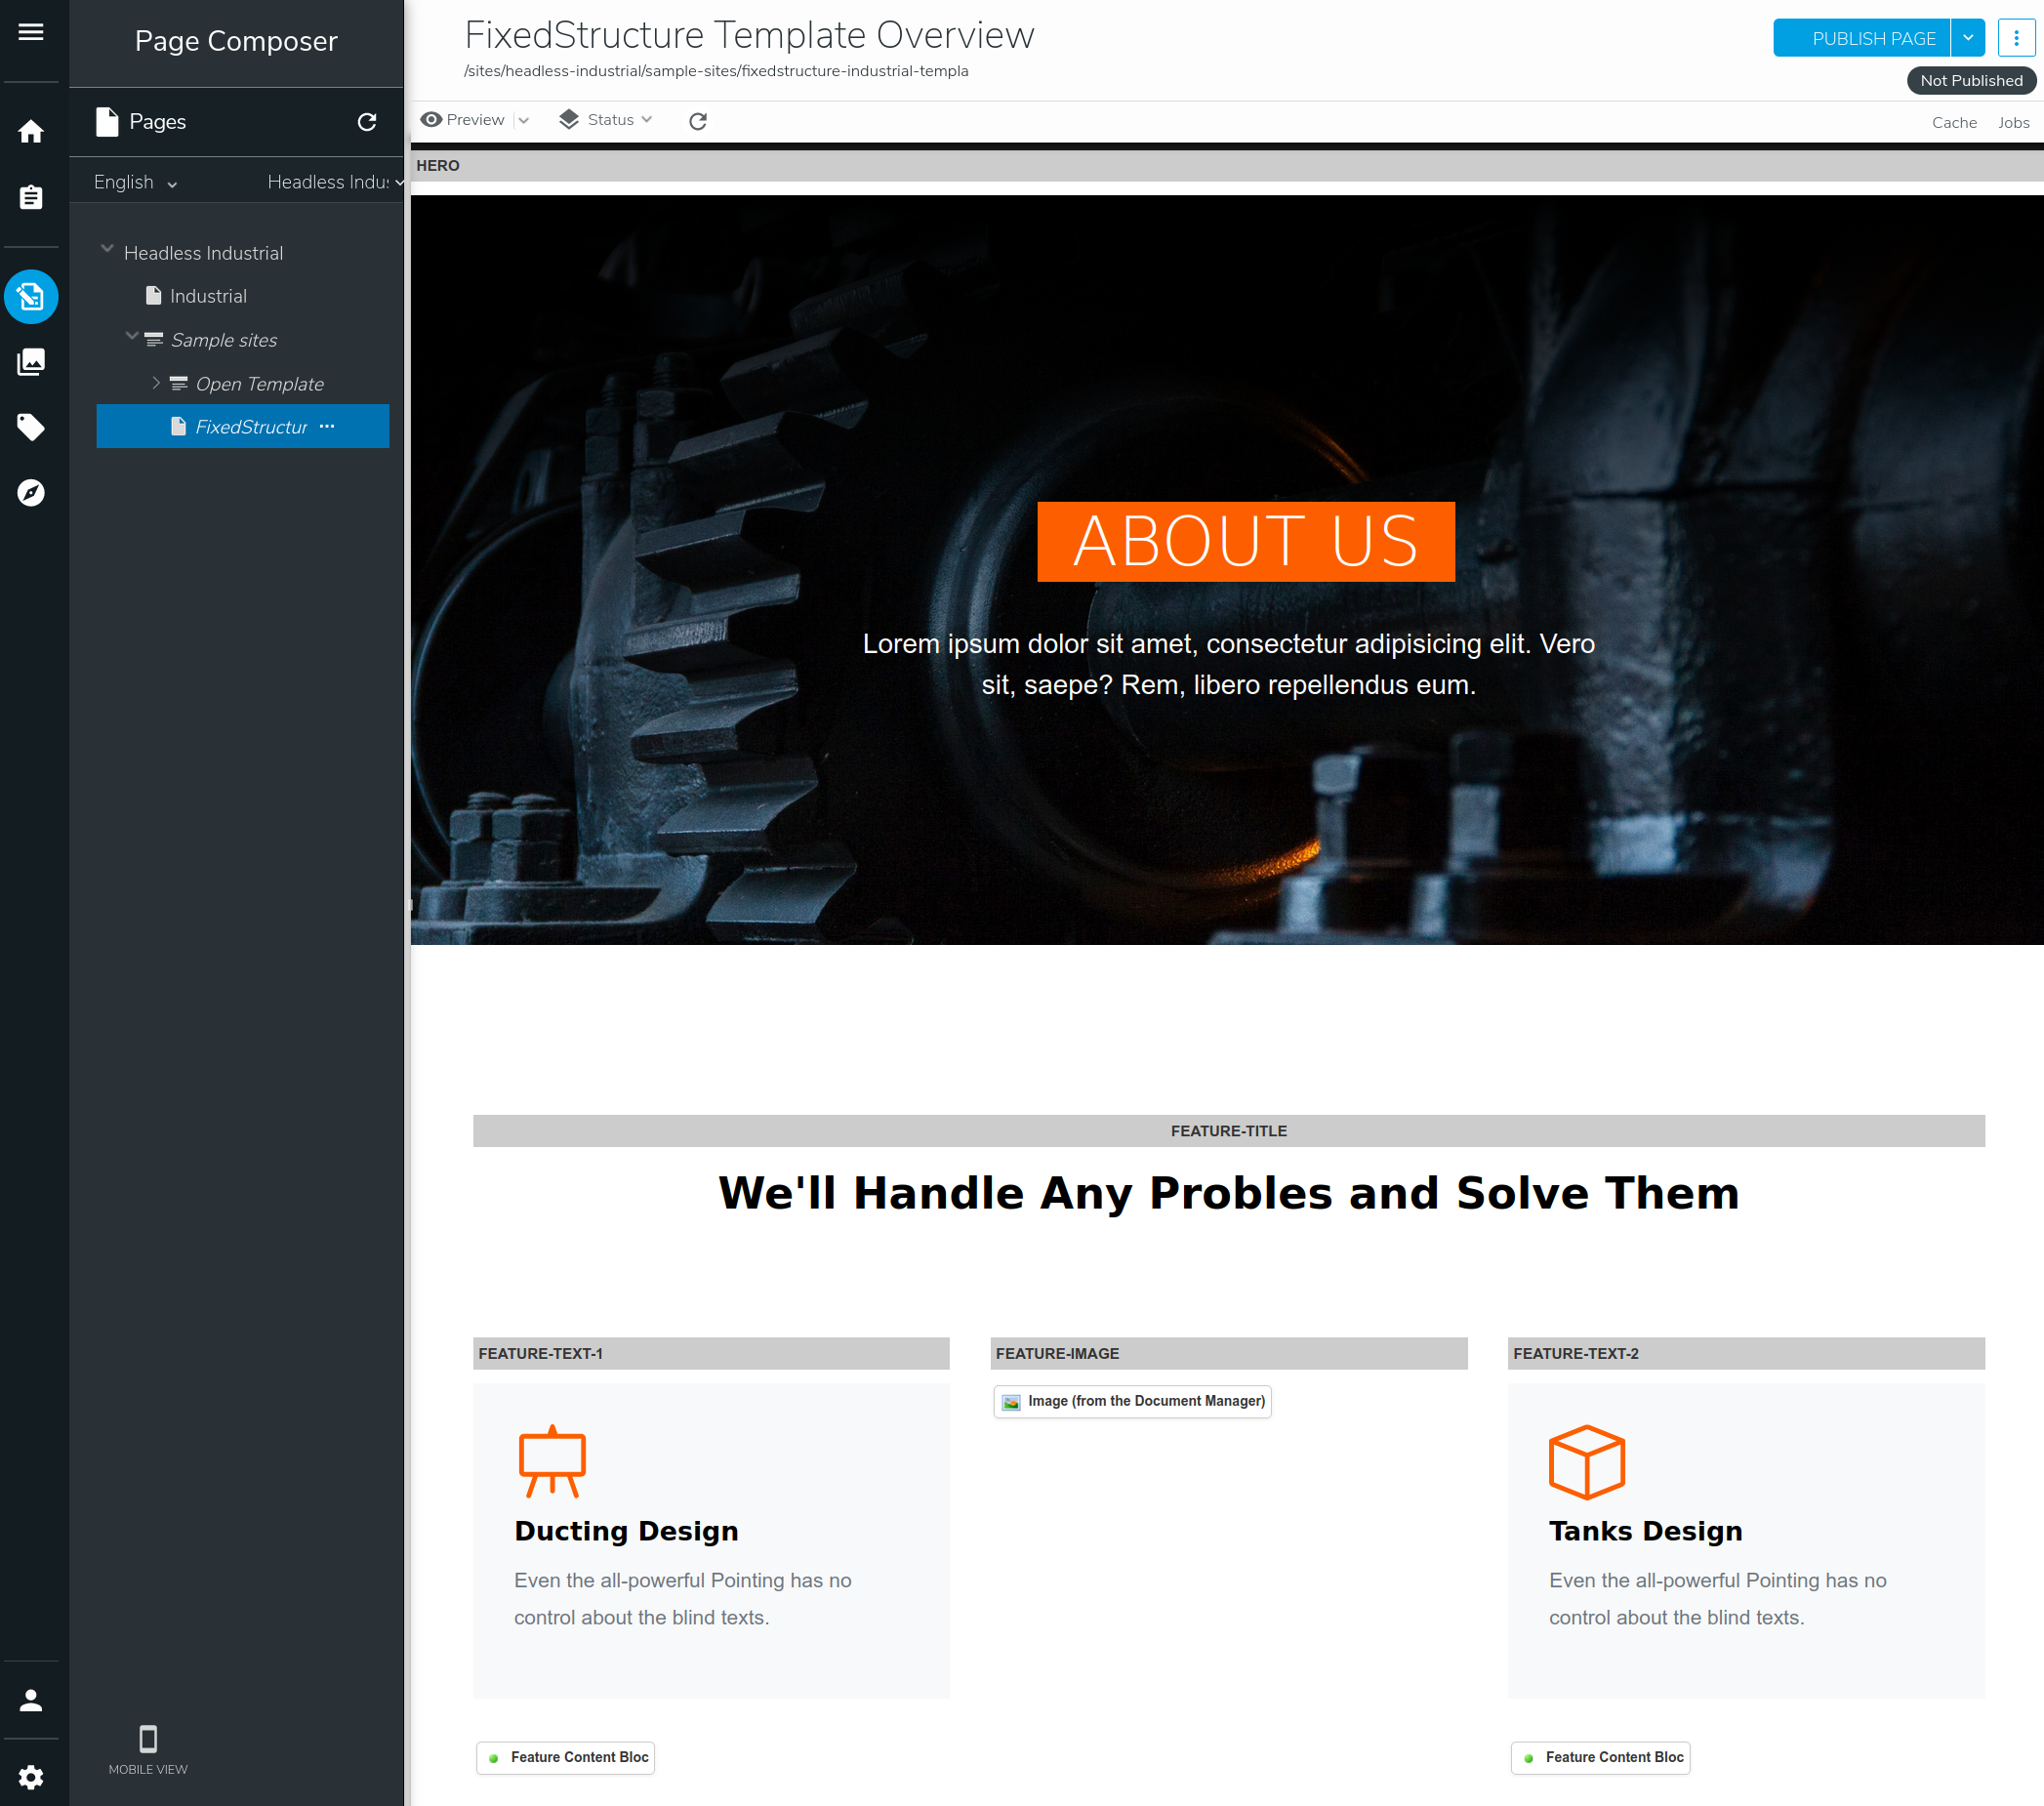 Page Composer
Pages
English
Headless Indus
Headless Industrial
Industrial
Sample sites
Open Template
FixedStructur ...
MOBILE VIEW
FixedStructure Template Overview
/sites/headless-industrial/sample-sites/fixedstructure-industrial-templa
PUBLISH PAGE
Not Published
Preview
Status
Cache
Jobs
HERO
ABOUT US
Lorem ipsum dolor sit amet, consectetur adipisicing elit. Vero
sit, saepe? Rem, libero repellendus eum.
FEATURE-TITLE
We'll Handle Any Probles and Solve Them
FEATURE-TEXT-1
Ducting Design
Even the all-powerful Pointing has no
control about the blind texts.
Feature Content Bloc
FEATURE-IMAGE
Image (from the Document Manager)
FEATURE-TEXT-2
Tanks Design
Even the all-powerful Pointing has no
control about the blind texts.
Feature Content Bloc